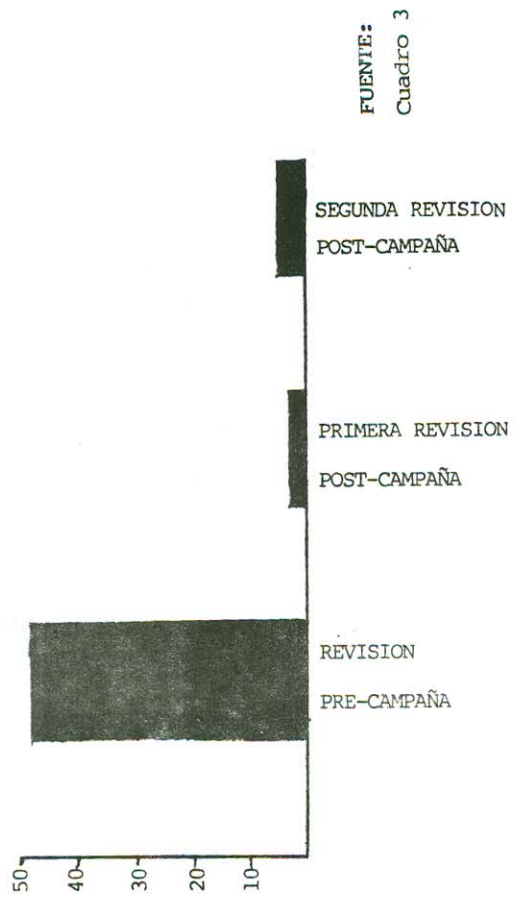 50
40
30
20
10
REVISION
PRE-CAMPAÑA
PRIMERA REVISION
POST-CAMPAÑA
SEGUNDA REVISION
POST-CAMPAÑA
FUENTE:
Cuadro 3